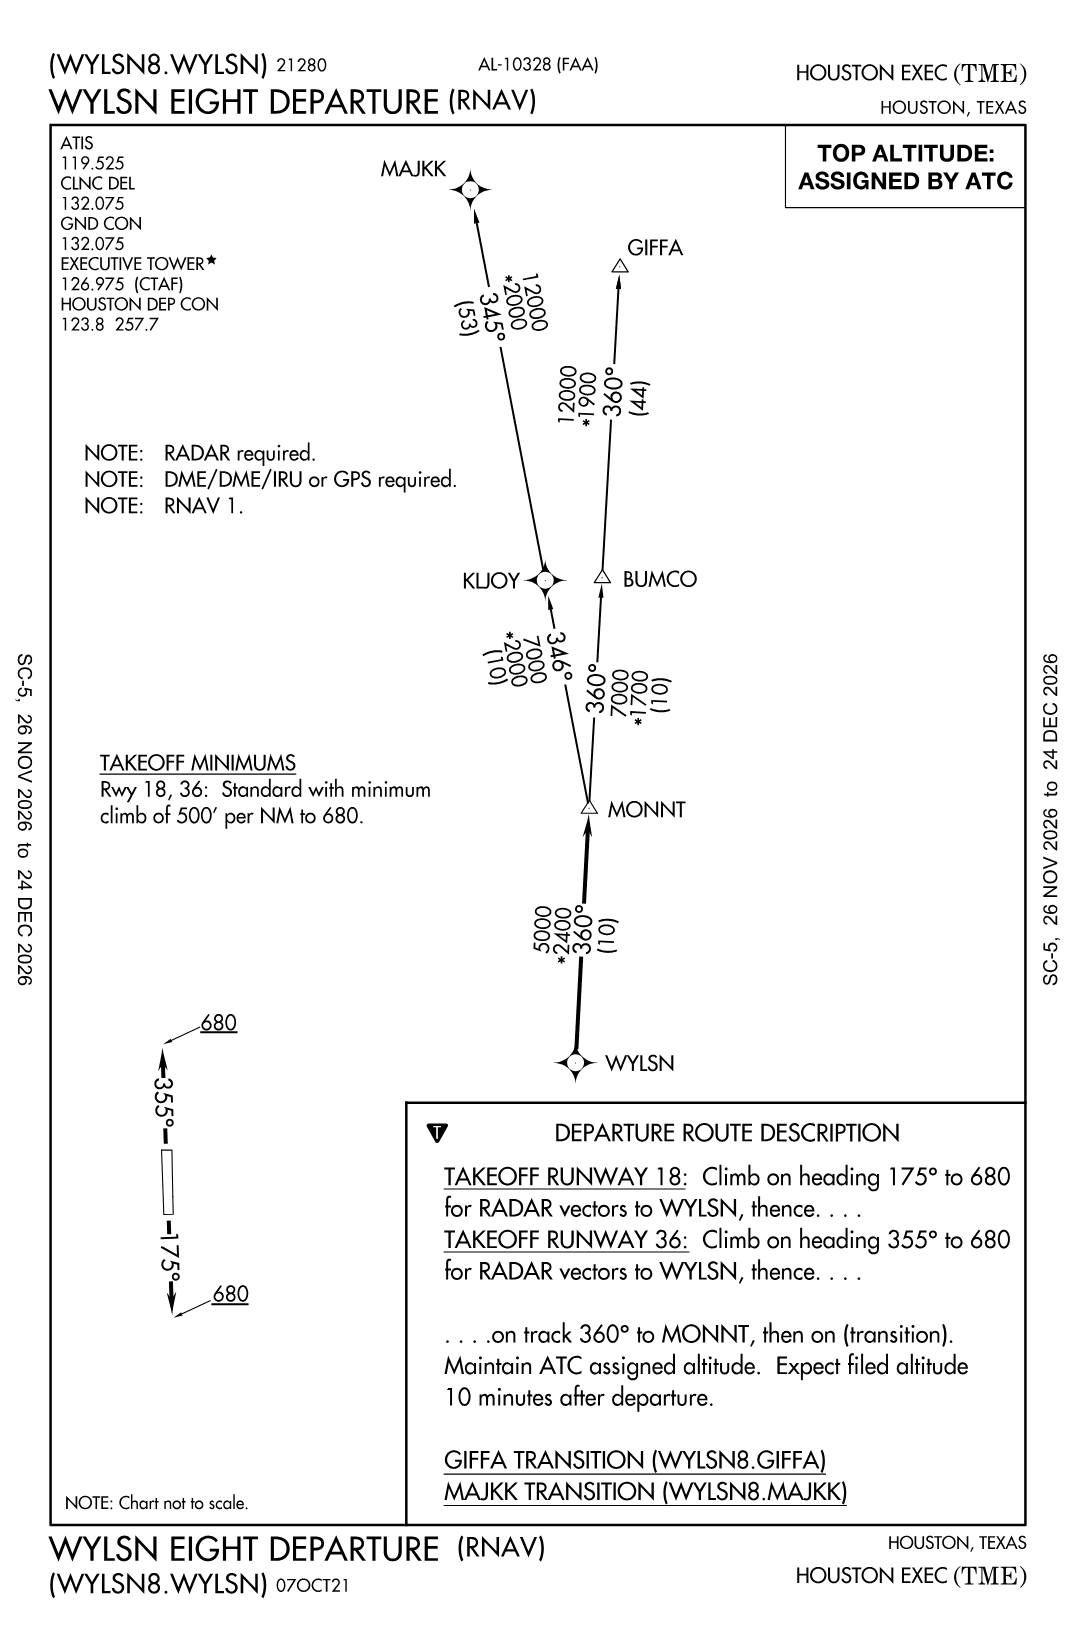 (WYLSN8.WYLSN) 21280
AL-10328 (FAA)
HOUSTON EXEC (TME)
WYLSN EIGHT DEPARTURE (RNAV)
HOUSTON, TEXAS
ATIS
119.525
CLNC DEL
132.075
GND CON
132.075
EXECUTIVE TOWER★
126.975 (CTAF)
HOUSTON DEP CON
123.8 257.7
TOP ALTITUDE:
ASSIGNED BY ATC
MAJKK
GIFFA
12000
*2000
345°
(53)
12000
*1900
360°
(44)
NOTE: RADAR required.
NOTE: DME/DME/IRU or GPS required.
NOTE: RNAV 1.
KLJOY
BUMCO
346°
7000
*2000
(10)
360°
7000
*1700
(10)
TAKEOFF MINIMUMS
Rwy 18, 36: Standard with minimum
climb of 500' per NM to 680.
MONNT
5000
*2400
360°
(10)
WYLSN
680
355°
175°
680
T
DEPARTURE ROUTE DESCRIPTION
TAKEOFF RUNWAY 18: Climb on heading 175° to 680
for RADAR vectors to WYLSN, thence. . . .
TAKEOFF RUNWAY 36: Climb on heading 355° to 680
for RADAR vectors to WYLSN, thence. . . .
. . . .on track 360° to MONNT, then on (transition).
Maintain ATC assigned altitude. Expect filed altitude
10 minutes after departure.
GIFFA TRANSITION (WYLSN8.GIFFA)
MAJKK TRANSITION (WYLSN8.MAJKK)
NOTE: Chart not to scale.
SC-5, 26 NOV 2026 to 24 DEC 2026
SC-5, 26 NOV 2026 to 24 DEC 2026
WYLSN EIGHT DEPARTURE (RNAV)
HOUSTON, TEXAS
(WYLSN8.WYLSN) 07OCT21
HOUSTON EXEC (TME)